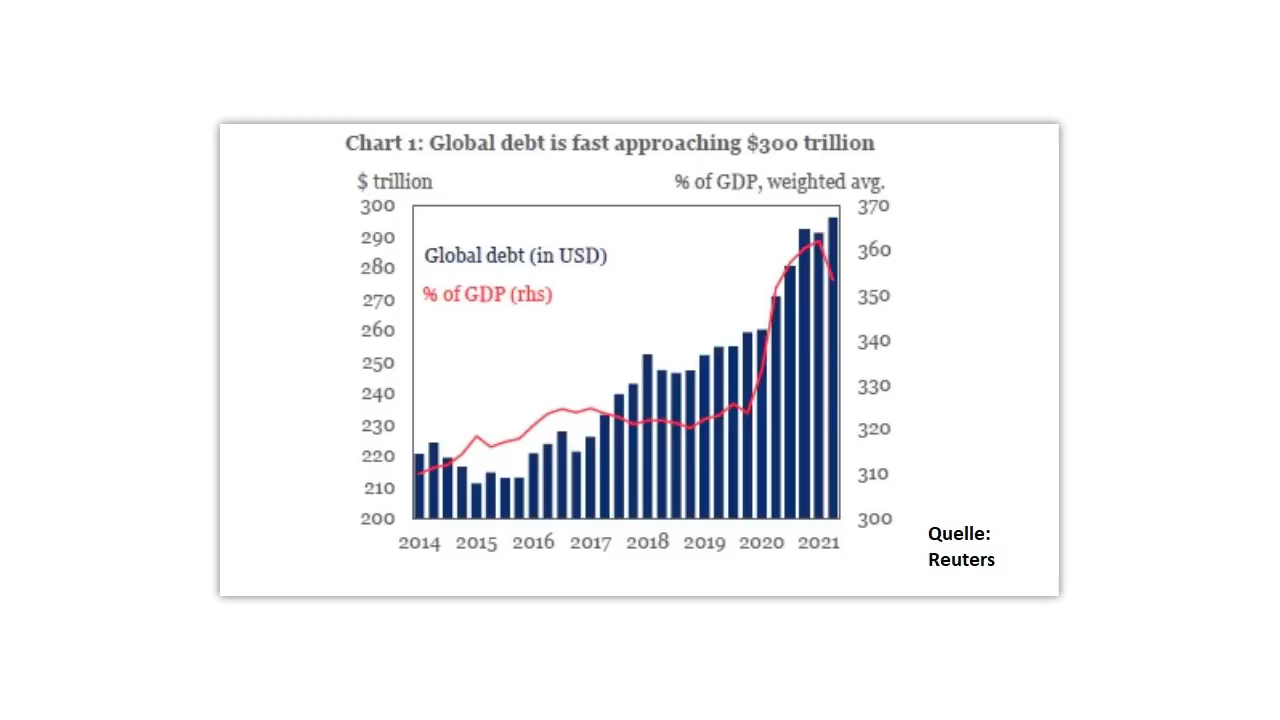 Chart 1: Global debt is fast approaching $300 trillion
$ trillion
% of GDP, weighted avg.
300
290
280
270
260
250
240
230
220
210
200
Global debt (in USD)
% of GDP (rhs)
370
360
350
340
330
320
310
300
2014 2015 2016 2017 2018 2019 2020 2021
Quelle:
Reuters